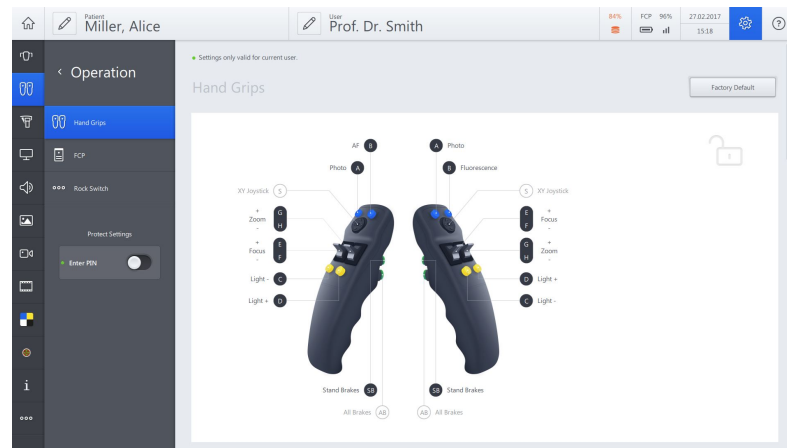 Patient
Miller, Alice
User
Prof. Dr. Smith
84%
FCP 96%
27.02.2017
15:18
?
< Operation
Settings only valid for current user.
Hand Grips
Factory Default
Hand Grips
FCP
Rock Switch
Protect Settings
Enter PIN
i
AF B
Photo A
XY Joystick S
+
Zoom
-
G
H
+
Focus
-
E
F
Light - C
Light + D
Stand Brakes SB
All Brakes AB
A Photo
B Fluorescence
S XY Joystick
E
F
+
Focus
-
G
H
+
Zoom
-
D Light +
C Light -
SB Stand Brakes
AB All Brakes